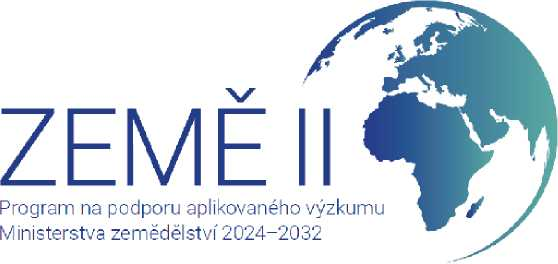 ZEMĚ II
Program na podporu aplikovaného výzkumu
Ministerstva zemědělství 2024–2032